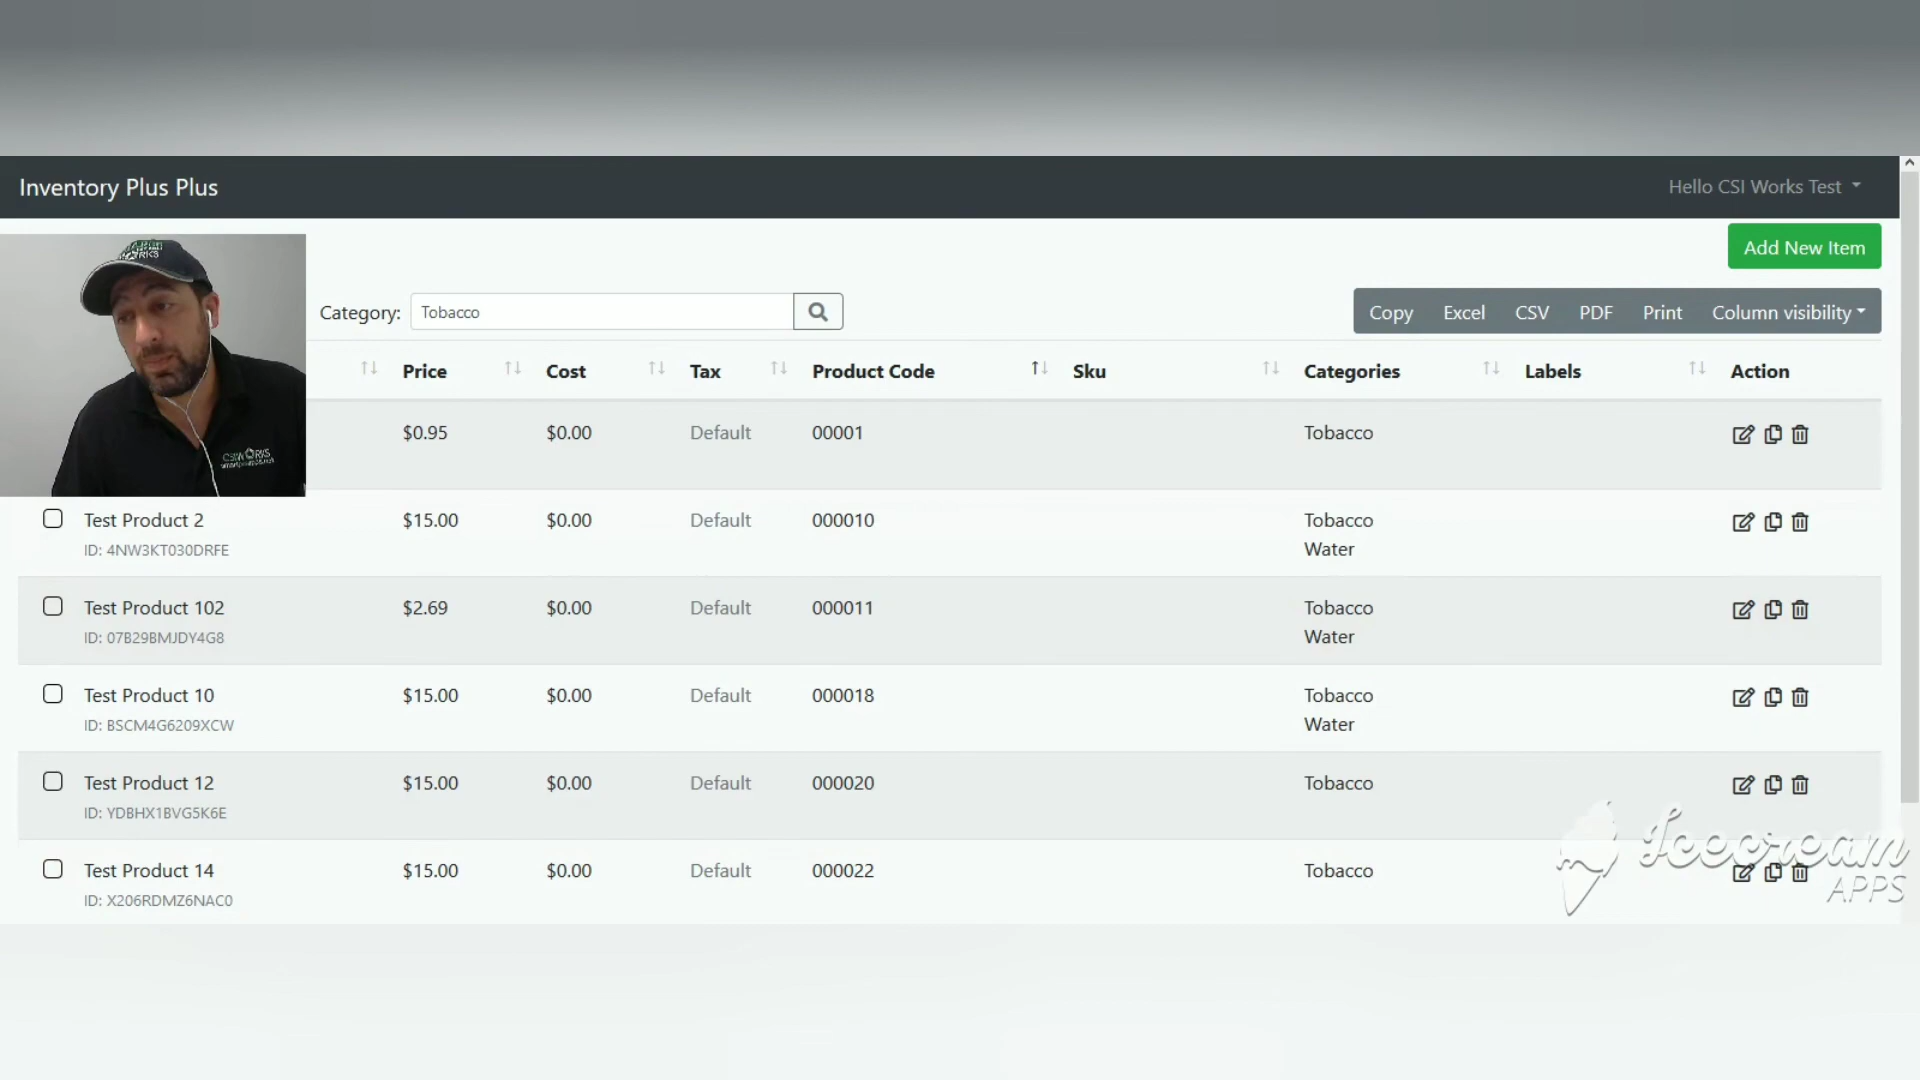 Inventory Plus Plus
Hello CSI Works Test
Add New Item
Category: Tobacco
Copy Excel CSV PDF Print Column visibility
Price Cost Tax Product Code Sku Categories Labels Action
$0.95 $0.00 Default 00001 Tobacco
Test Product 2 $15.00 $0.00 Default 000010 Tobacco
ID: 4NW3KT030DRFE Water
Test Product 102 $2.69 $0.00 Default 000011 Tobacco
ID: 07B29BMJDY4G8 Water
Test Product 10 $15.00 $0.00 Default 000018 Tobacco
ID: BSCM4G6209XCW Water
Test Product 12 $15.00 $0.00 Default 000020 Tobacco
ID: YDBHX1BVG5K6E
Test Product 14 $15.00 $0.00 Default 000022 Tobacco
ID: X206RDMZ6NAC0
Icecream
APPS
CSI WORKS